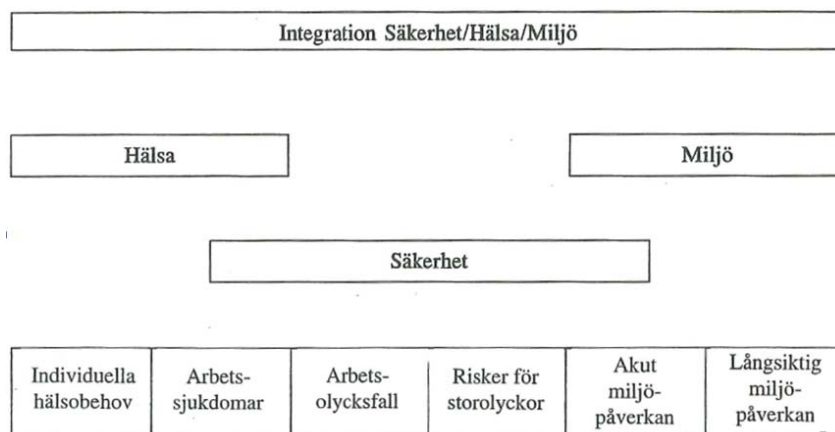 Integration Säkerhet/Hälsa/Miljö
Hälsa
Miljö
Säkerhet
Individuella
hälsobehov
Arbets-
sjukdomar
Arbets-
olycksfall
Risker för
storolyckor
Akut
miljö-
påverkan
Långsiktig
miljö-
påverkan